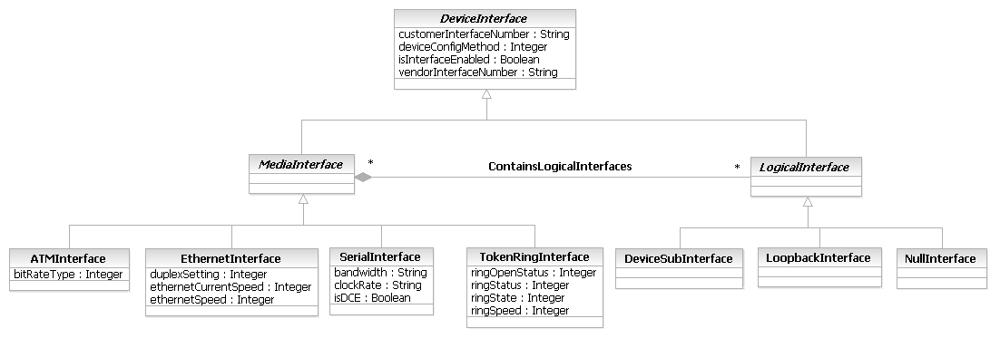 DeviceInterface
customerInterfaceNumber : String
deviceConfigMethod : Integer
isInterfaceEnabled : Boolean
vendorInterfaceNumber : String
MediaInterface
*
ContainsLogicalInterfaces
*
LogicalInterface
ATMInterface
bitRateType : Integer
EthernetInterface
duplexSetting : Integer
ethernetCurrentSpeed : Integer
ethernetSpeed : Integer
SerialInterface
bandwidth : String
clockRate : String
isDCE : Boolean
TokenRingInterface
ringOpenStatus : Integer
ringStatus : Integer
ringState : Integer
ringSpeed : Integer
DeviceSubInterface
LoopbackInterface
NullInterface